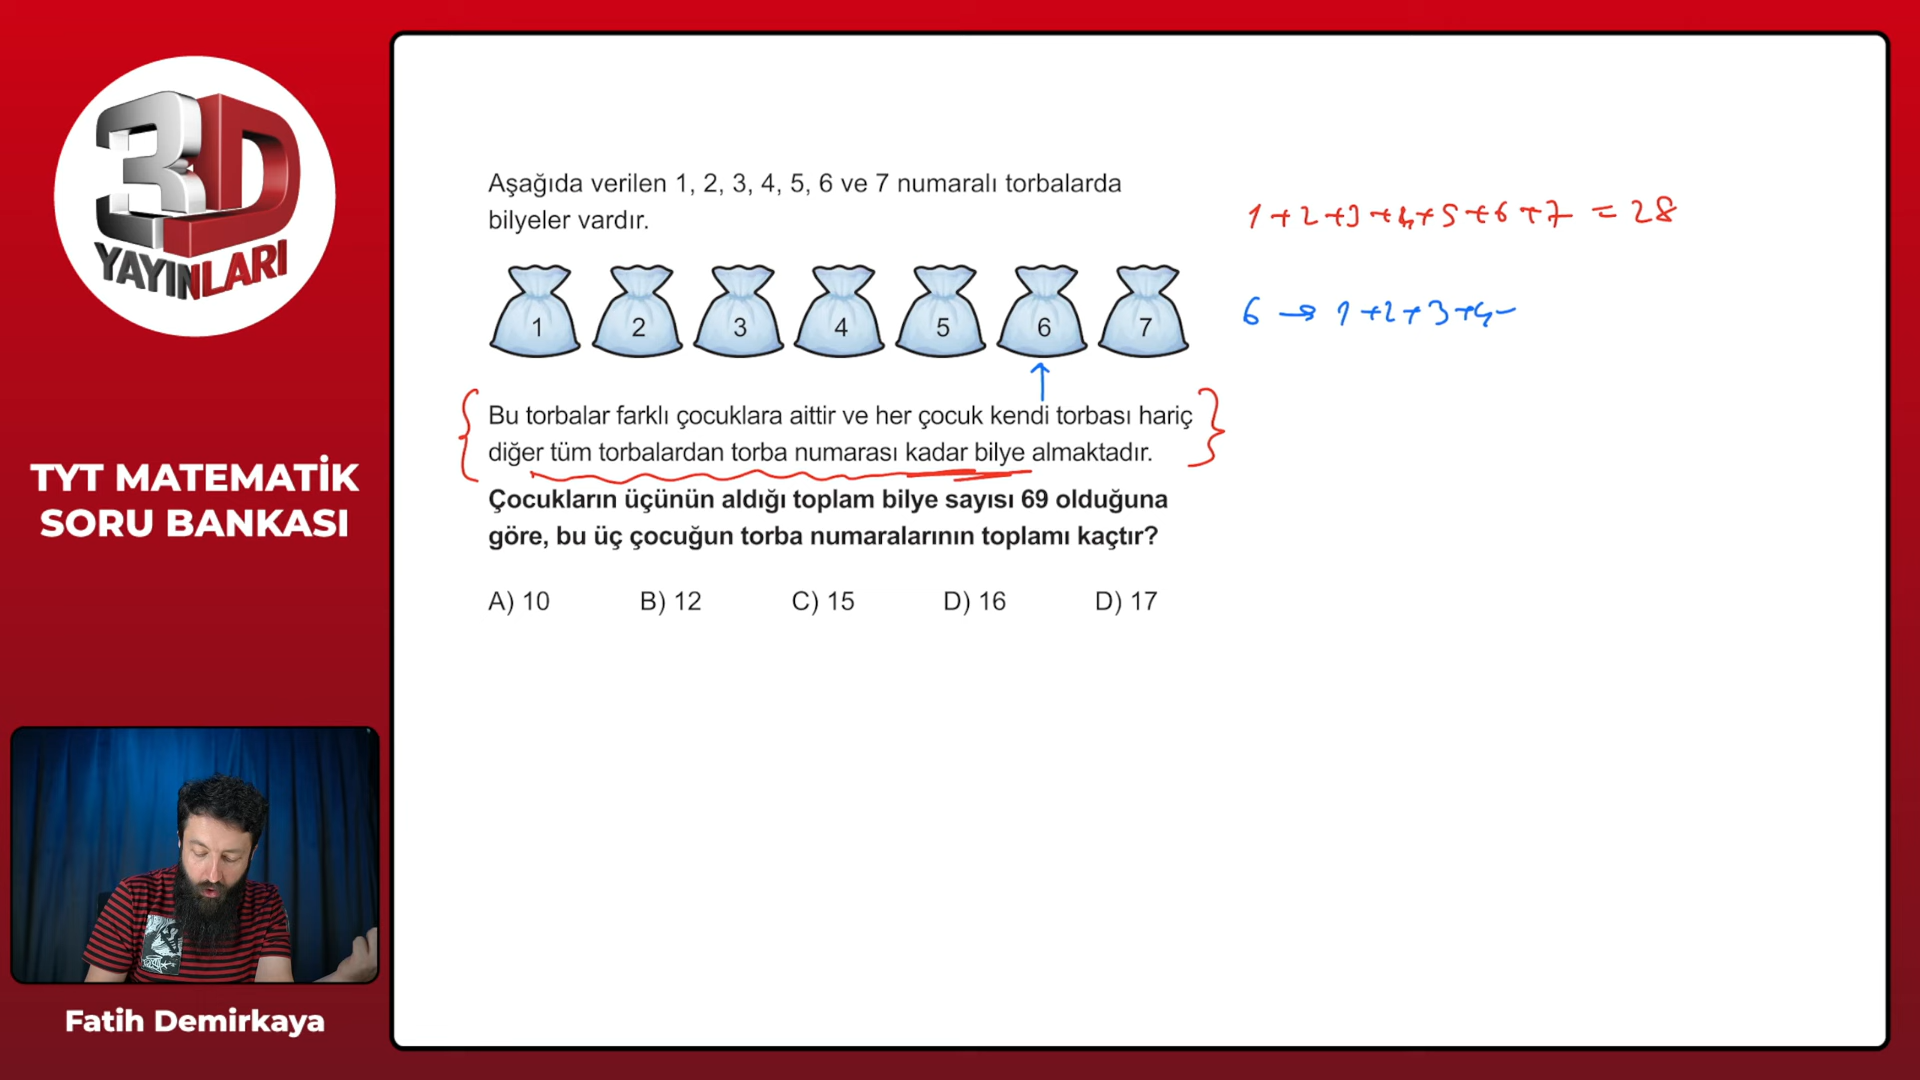 3D
YAYINLARI
TYT MATEMATİK
SORU BANKASI
Fatih Demirkaya
Aşağıda verilen 1, 2, 3, 4, 5, 6 ve 7 numaralı torbalarda
bilyeler vardır.
1 2 3 4 5 6 7
Bu torbalar farklı çocuklara aittir ve her çocuk kendi torbası hariç
diğer tüm torbalardan torba numarası kadar bilye almaktadır.
Çocukların üçünün aldığı toplam bilye sayısı 69 olduğuna
göre, bu üç çocuğun torba numaralarının toplamı kaçtır?
A) 10 B) 12 C) 15 D) 16 D) 17
1+2+3+4+5+6+7 = 28
6 → 1+2+3+4-